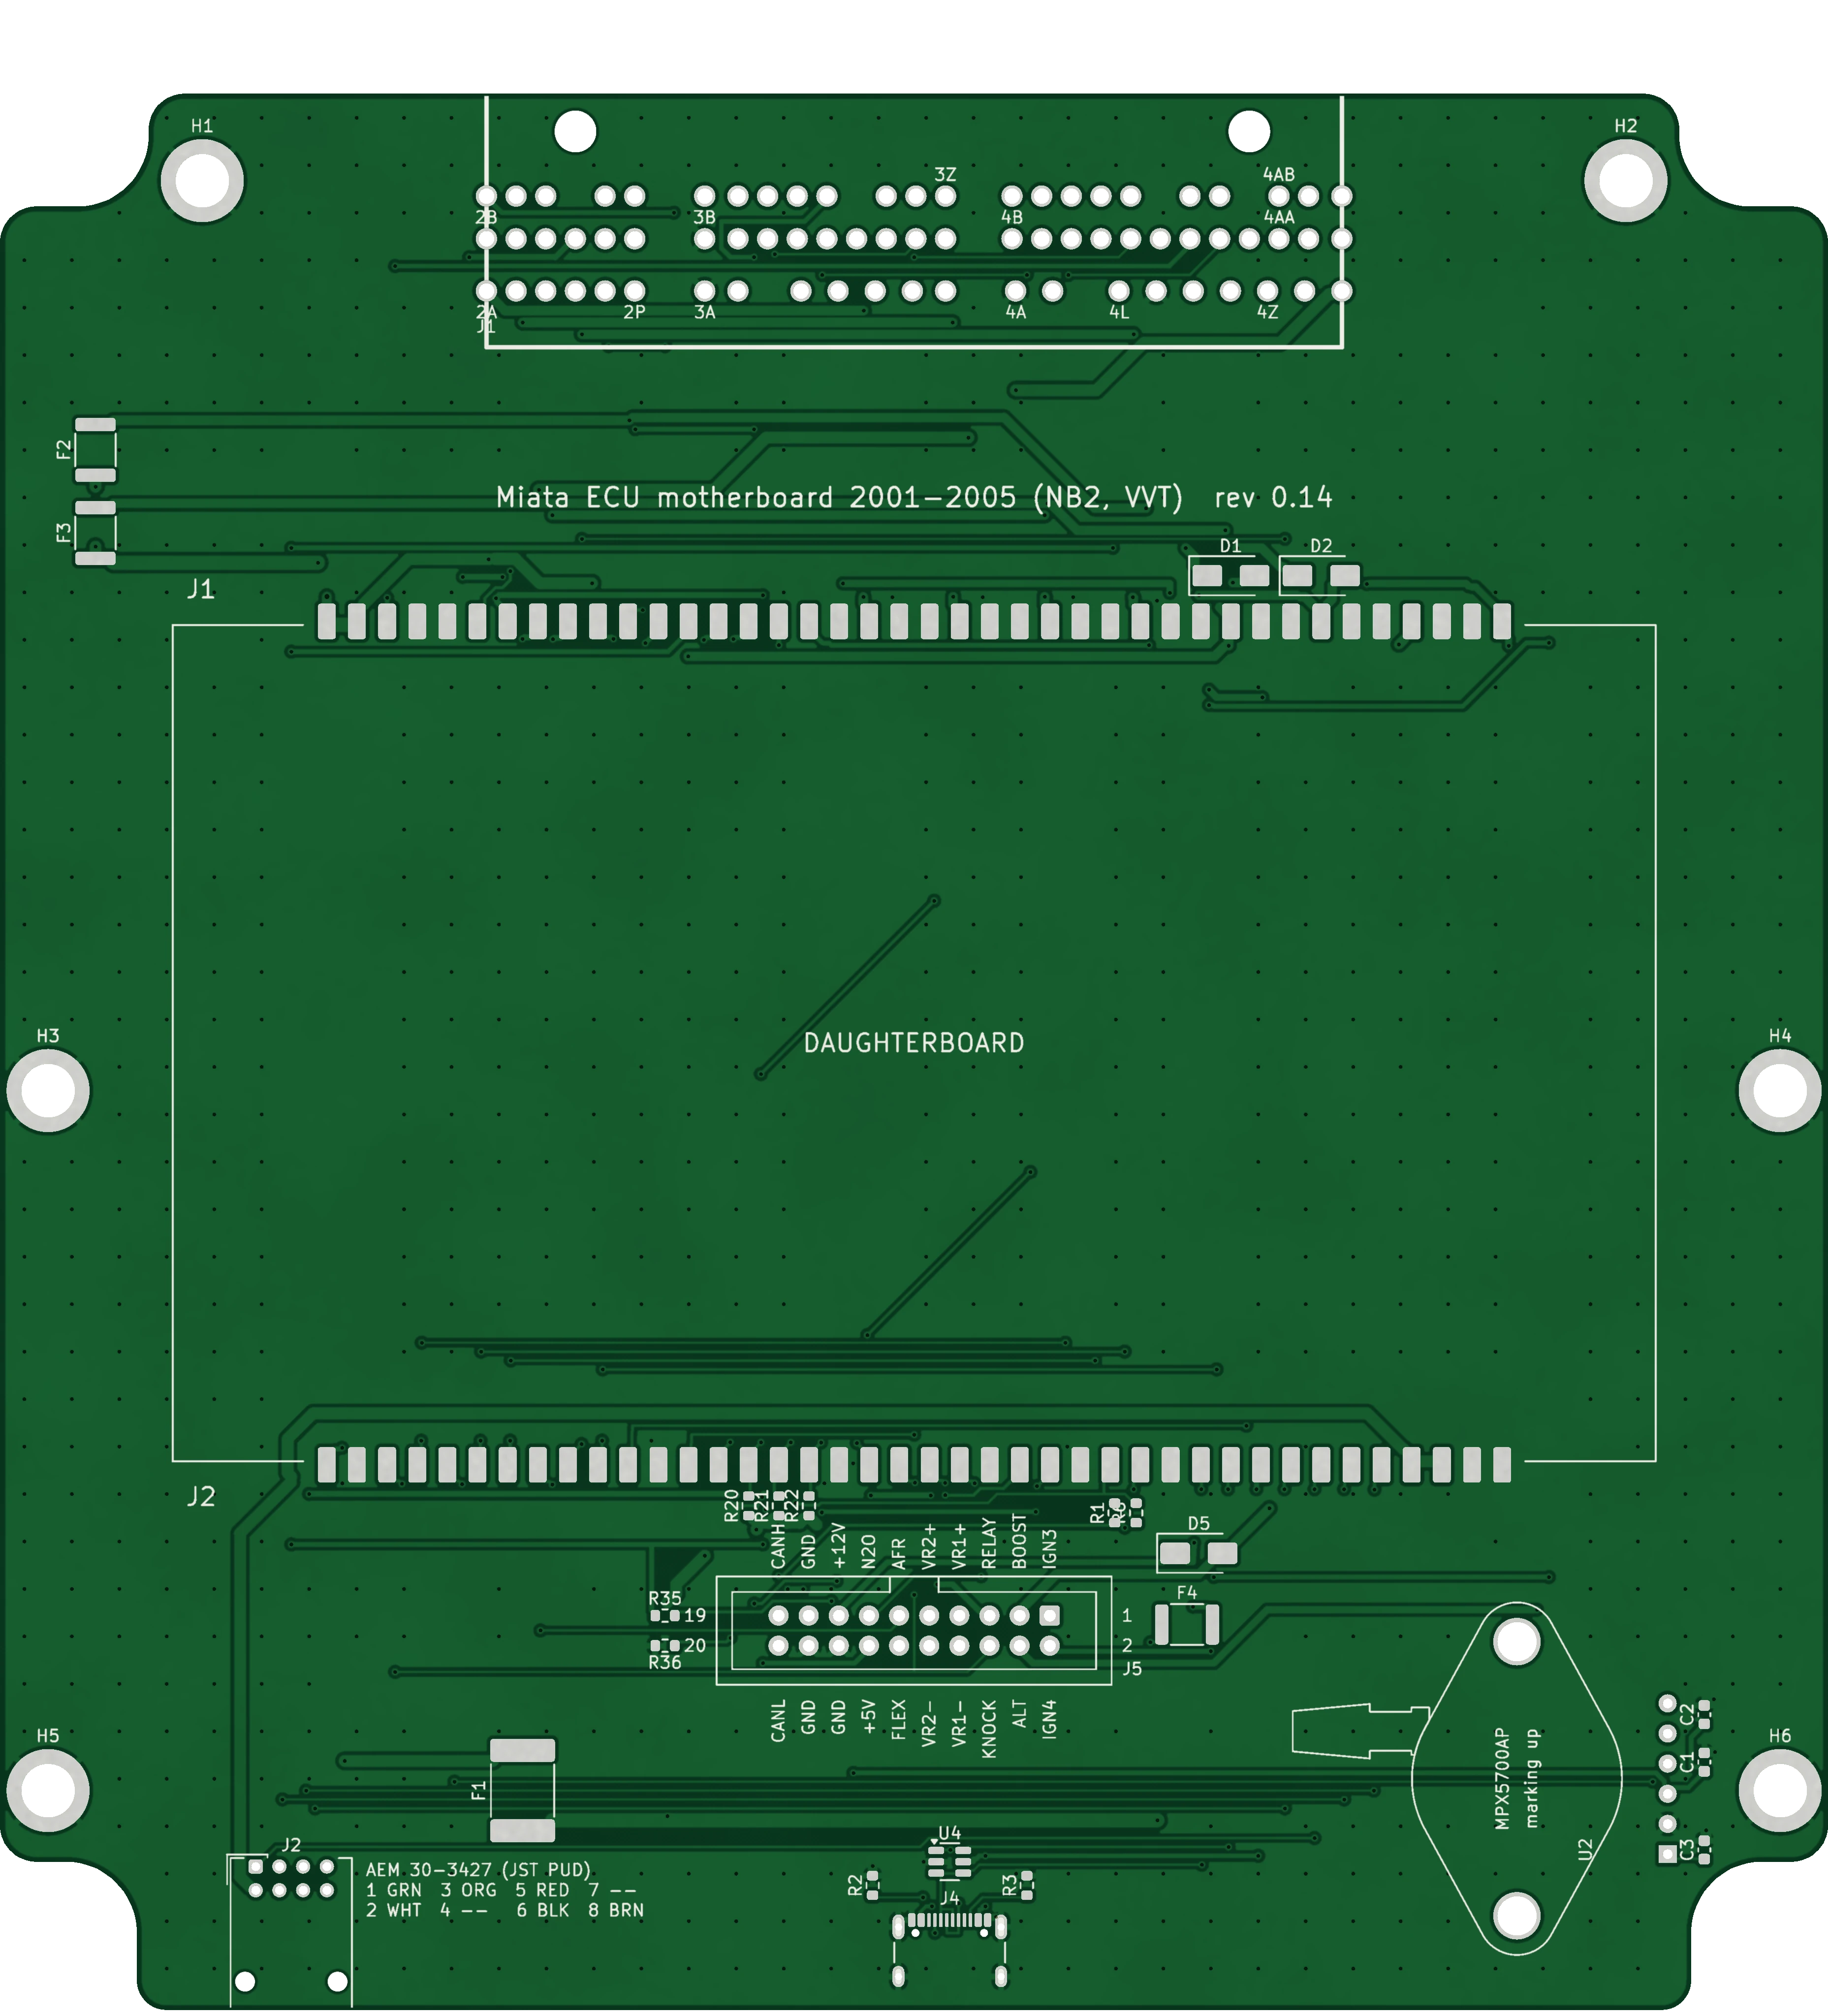 H1
H2
3Z 4AB
2B 3B 4B 4AA
2A 2P 3A 4A 4L 4Z
J1
F2
Miata ECU motherboard 2001-2005 (NB2, VVT) rev 0.14
F3
D1 D2
J1
H3
DAUGHTERBOARD
H4
J2
R20 R21 R22 R1
CANH GND +12V N2O AFR VR2+ VR1+ RELAY BOOST IGN3
D5
F4
R35
19 1
20 2
R36
J5
CANL GND GND +5V FLEX VR2- VR1- KNOCK ALT IGN4
H5
H6
F1
MPX5700AP
marking up
U2
C2
C1
C3
J2
U4
AEM 30-3427 (JST PUD)
1 GRN 3 ORG 5 RED 7 --
2 WHT 4 -- 6 BLK 8 BRN
R2 R3
J4